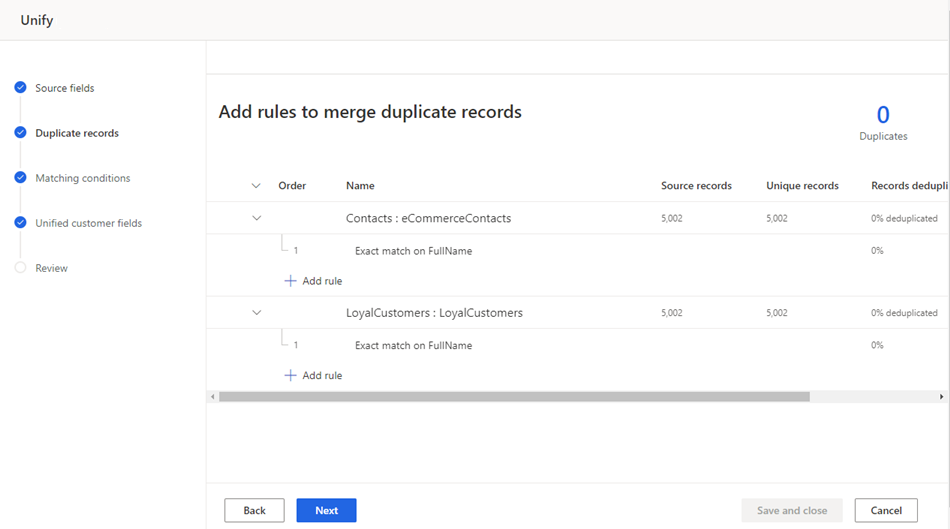 Unify
Source fields
Duplicate records
Matching conditions
Unified customer fields
Review
Add rules to merge duplicate records
0
Duplicates
Order Name Source records Unique records Records dedupli
Contacts : eCommerceContacts 5,002 5,002 0% deduplicated
1 Exact match on FullName 0%
Add rule
LoyalCustomers : LoyalCustomers 5,002 5,002 0% deduplicated
1 Exact match on FullName 0%
Add rule
Back Next Save and close Cancel